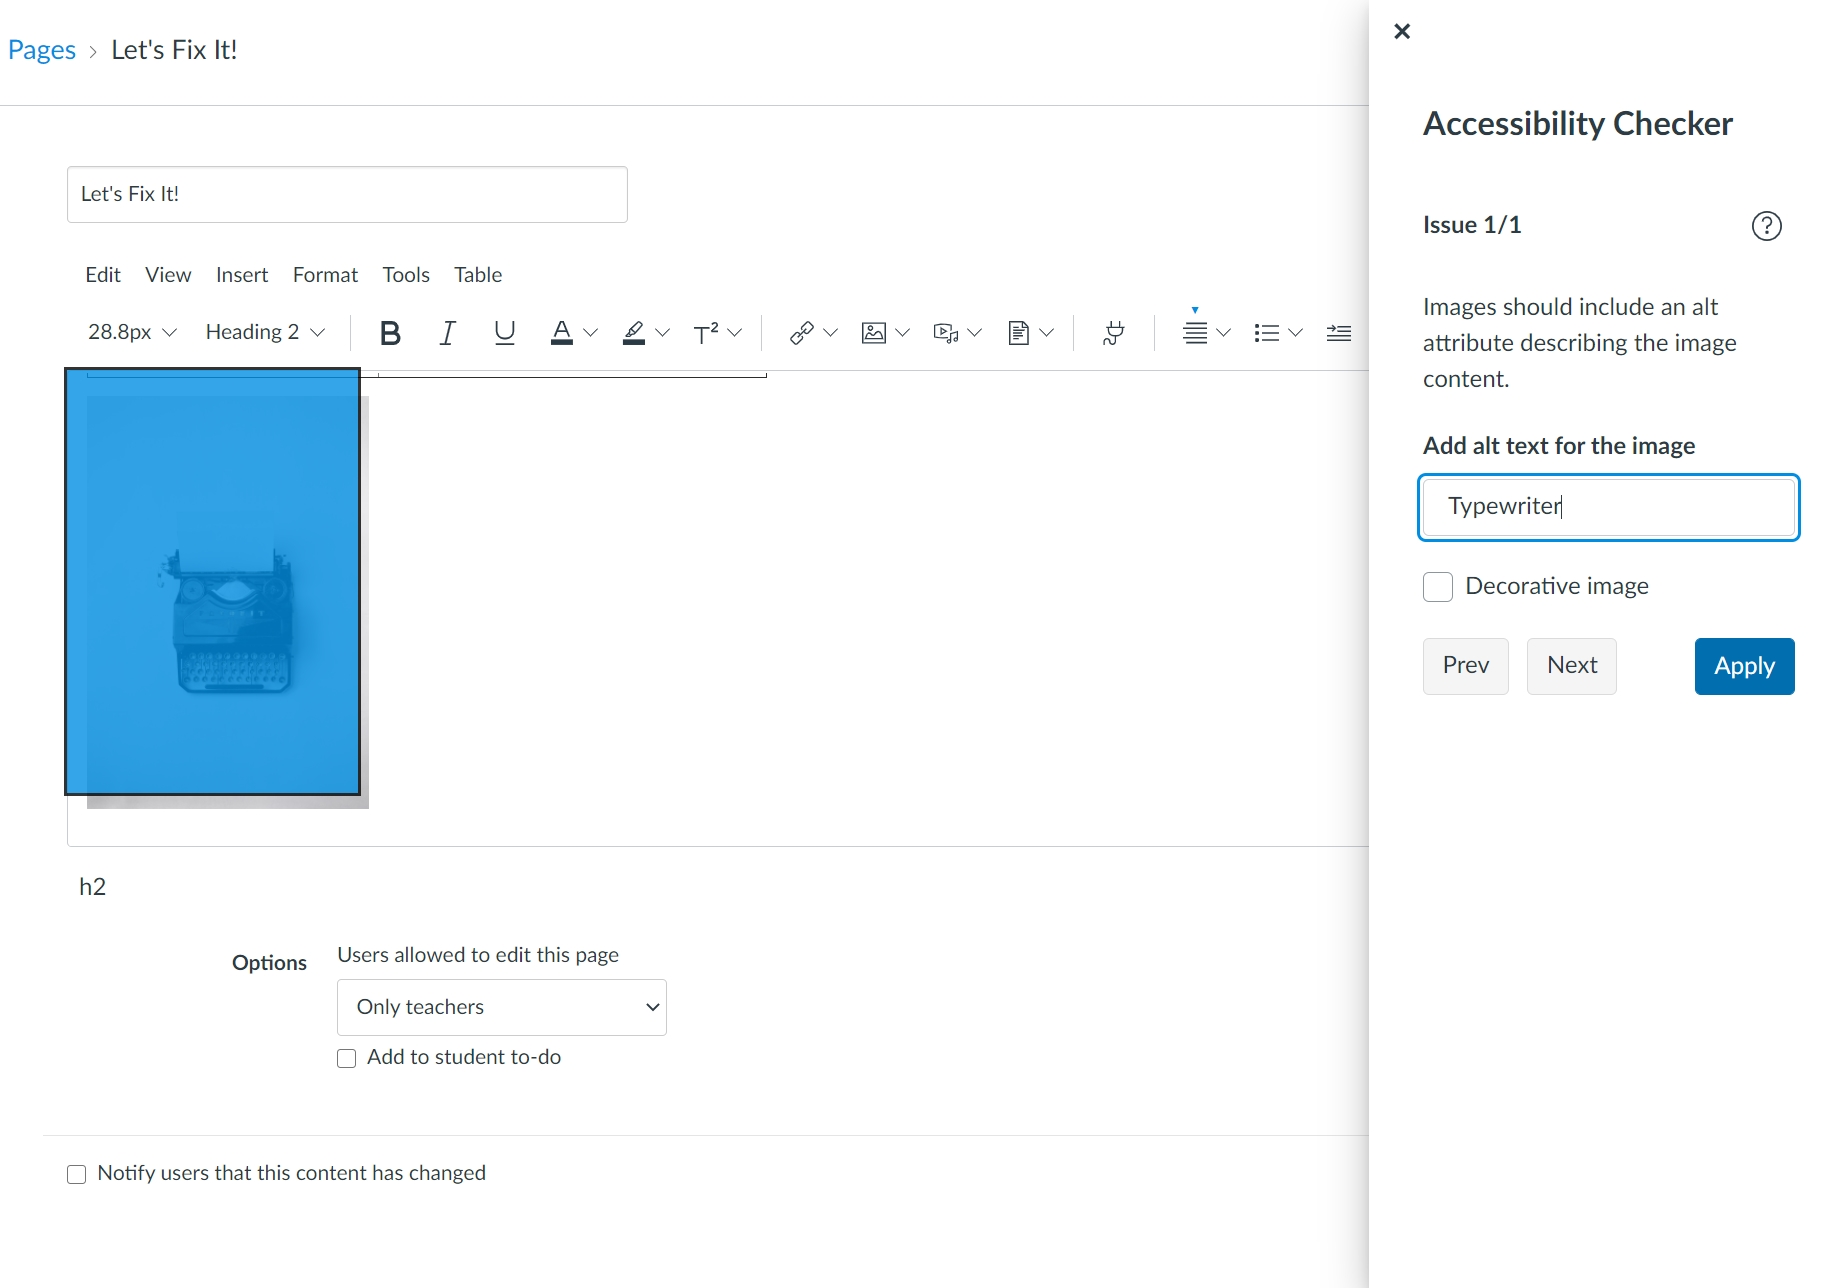 Pages > Let's Fix It!
Let's Fix It!
Edit View Insert Format Tools Table
28.8px Heading 2 B I U A T²
h2
Options
Users allowed to edit this page
Only teachers
Add to student to-do
Notify users that this content has changed
Accessibility Checker
Issue 1/1
Images should include an alt
attribute describing the image
content.
Add alt text for the image
Typewriter
Decorative image
Prev Next Apply